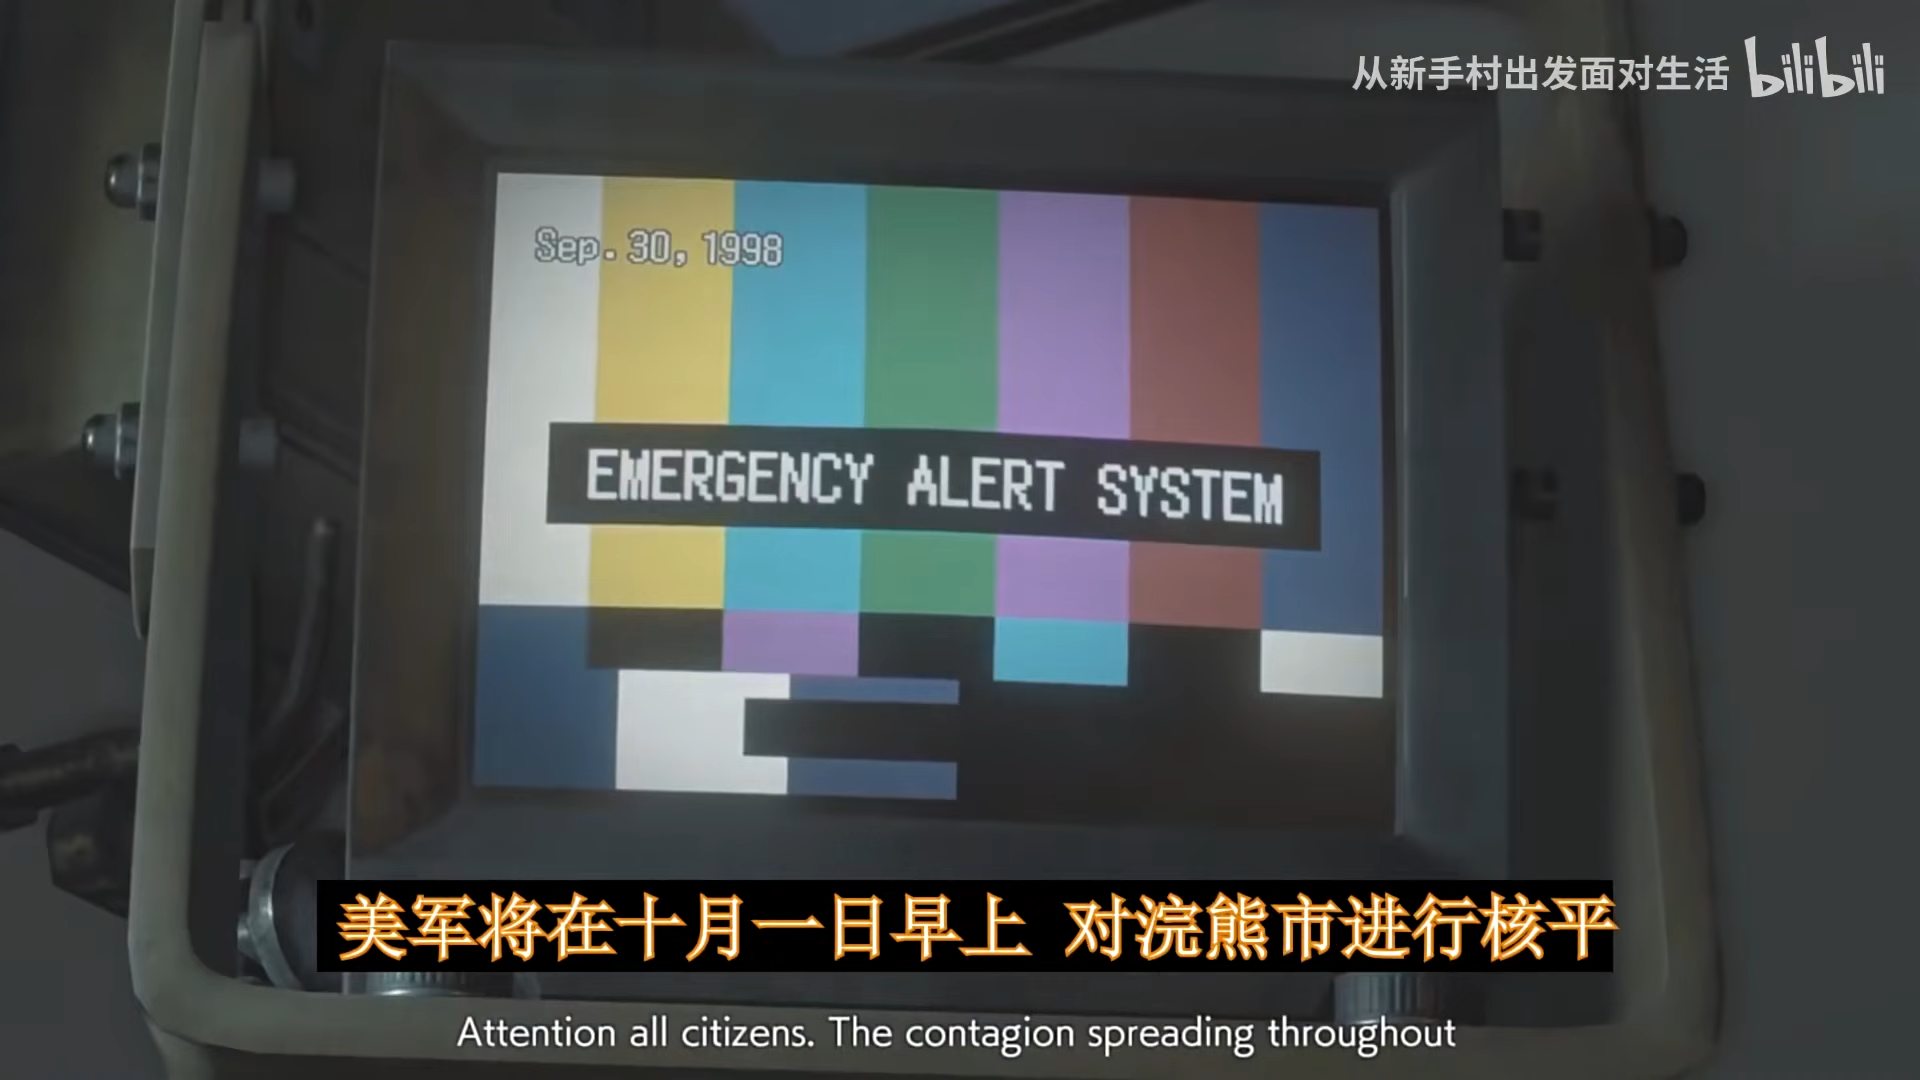 从新手村出发面对生活 bilibili
Sep. 30, 1998
EMERGENCY ALERT SYSTEM
美军将在十月一日早上 对浣熊市进行核平
Attention all citizens. The contagion spreading throughout